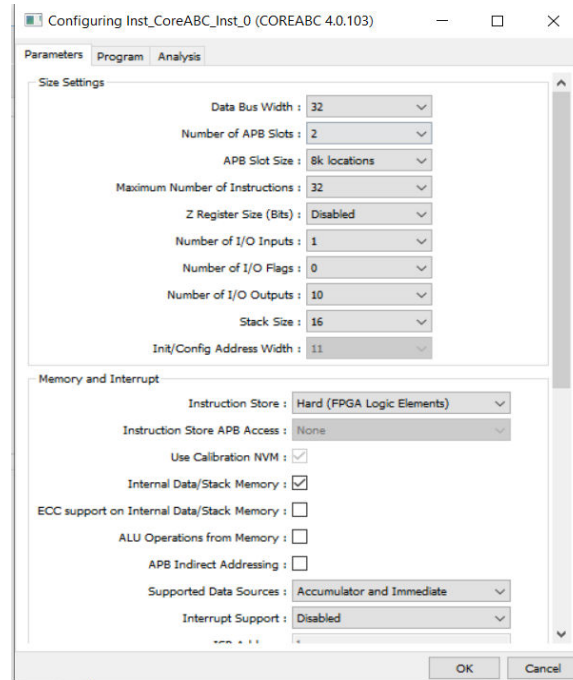 Configuring Inst_CoreABC_Inst_0 (COREABC 4.0.103)
Parameters Program Analysis
Size Settings
Data Bus Width : 32
Number of APB Slots : 2
APB Slot Size : 8k locations
Maximum Number of Instructions : 32
Z Register Size (Bits) : Disabled
Number of I/O Inputs : 1
Number of I/O Flags : 0
Number of I/O Outputs : 10
Stack Size : 16
Init/Config Address Width : 11
Memory and Interrupt
Instruction Store : Hard (FPGA Logic Elements)
Instruction Store APB Access : None
Use Calibration NVM :
Internal Data/Stack Memory :
ECC support on Internal Data/Stack Memory :
ALU Operations from Memory :
APB Indirect Addressing :
Supported Data Sources : Accumulator and Immediate
Interrupt Support : Disabled
OK Cancel